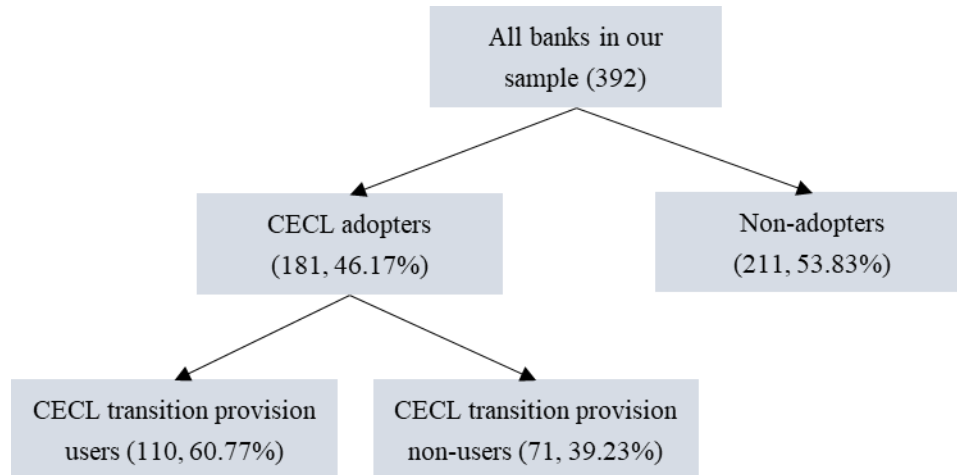 All banks in our
sample (392)
CECL adopters
(181, 46.17%)
Non-adopters
(211, 53.83%)
CECL transition provision
users (110, 60.77%)
CECL transition provision
non-users (71, 39.23%)